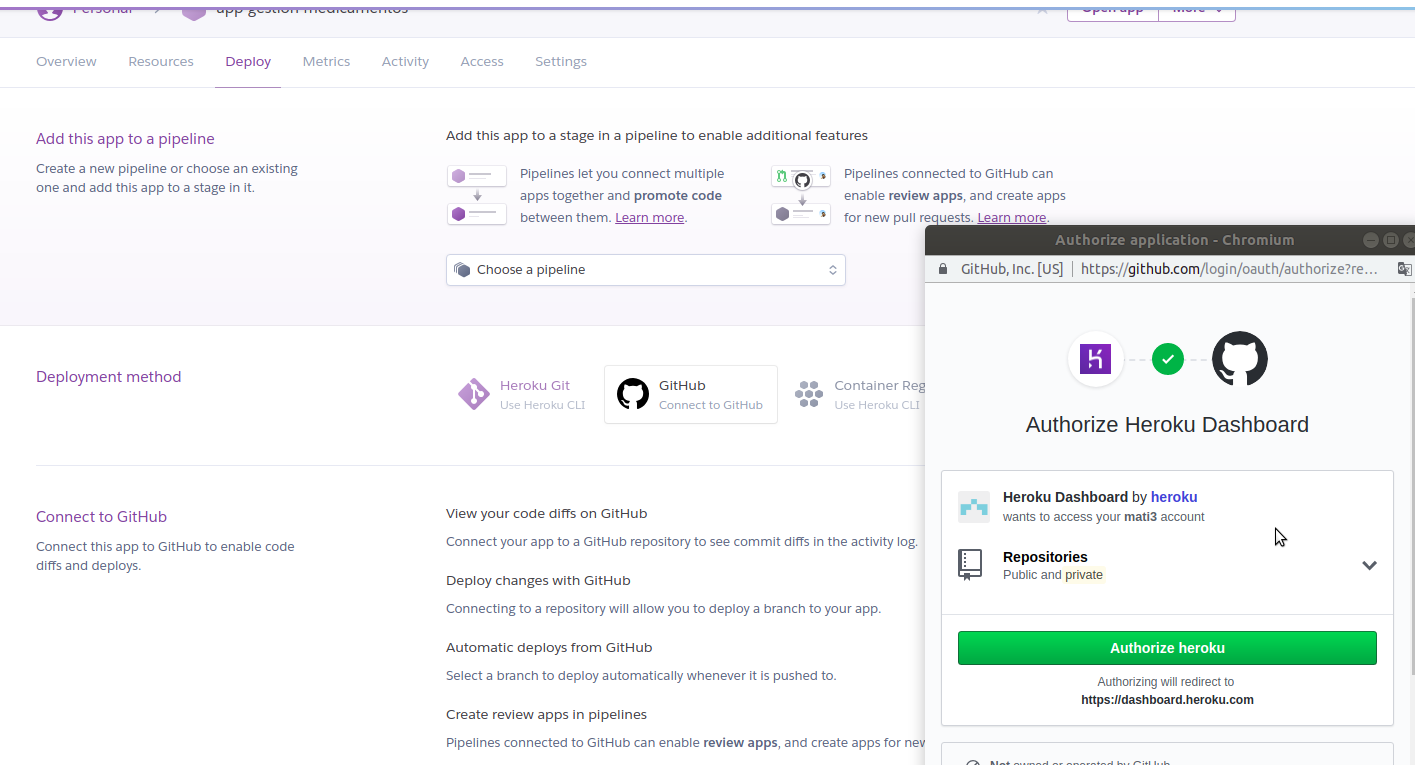 Personal
app gestion medicamentos
Open app More
Overview Resources Deploy Metrics Activity Access Settings
Add this app to a pipeline
Create a new pipeline or choose an existing
one and add this app to a stage in it.
Add this app to a stage in a pipeline to enable additional features
Pipelines let you connect multiple
apps together and promote code
between them. Learn more.
Pipelines connected to GitHub can
enable review apps, and create apps
for new pull requests. Learn more.
Choose a pipeline
Deployment method
Heroku Git
Use Heroku CLI
GitHub
Connect to GitHub
Container Reg
Use Heroku CLI
Connect to GitHub
Connect this app to GitHub to enable code
diffs and deploys.
View your code diffs on GitHub
Connect your app to a GitHub repository to see commit diffs in the activity log.
Deploy changes with GitHub
Connecting to a repository will allow you to deploy a branch to your app.
Automatic deploys from GitHub
Select a branch to deploy automatically whenever it is pushed to.
Create review apps in pipelines
Pipelines connected to GitHub can enable review apps, and create apps for new
Authorize application - Chromium
GitHub, Inc. [US] https://github.com/login/oauth/authorize?re...
Authorize Heroku Dashboard
Heroku Dashboard by heroku
wants to access your mati3 account
Repositories
Public and private
Authorize heroku
Authorizing will redirect to
https://dashboard.heroku.com
Not owned or operated by GitHub